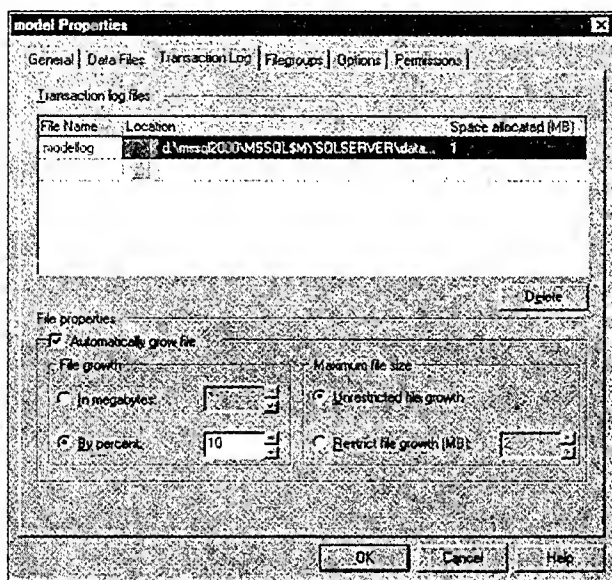 model Properties
General Data Files Transaction Log Filegroups Options Permissions
Transaction log files
File Name Location Space allocated (MB)
modellog d:\mssql2000\MSSQL$MYSQLSERVER\data... 1
Delete
File properties
Automatically grow file
File growth
In megabytes:
By percent: 10
Maximum file size
Unrestricted file growth
Restrict file growth (MB): 2
OK Cancel Help